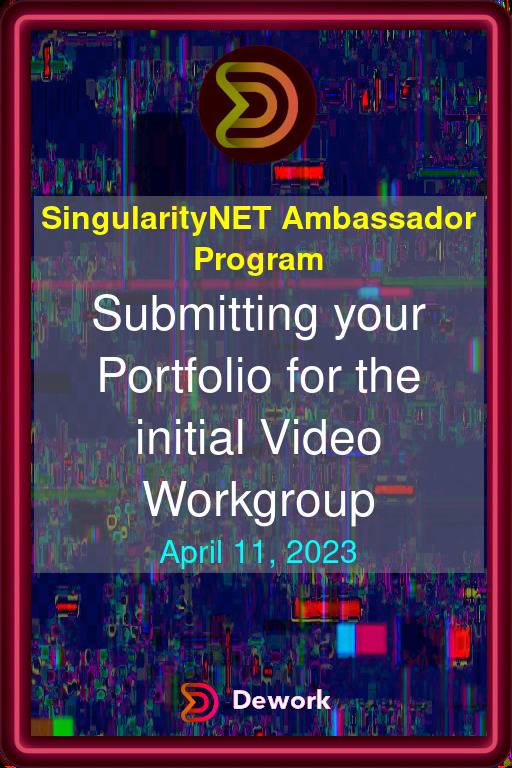 SingularityNET Ambassador
Program
Submitting your
Portfolio for the
initial Video
Workgroup
April 11, 2023
Dework